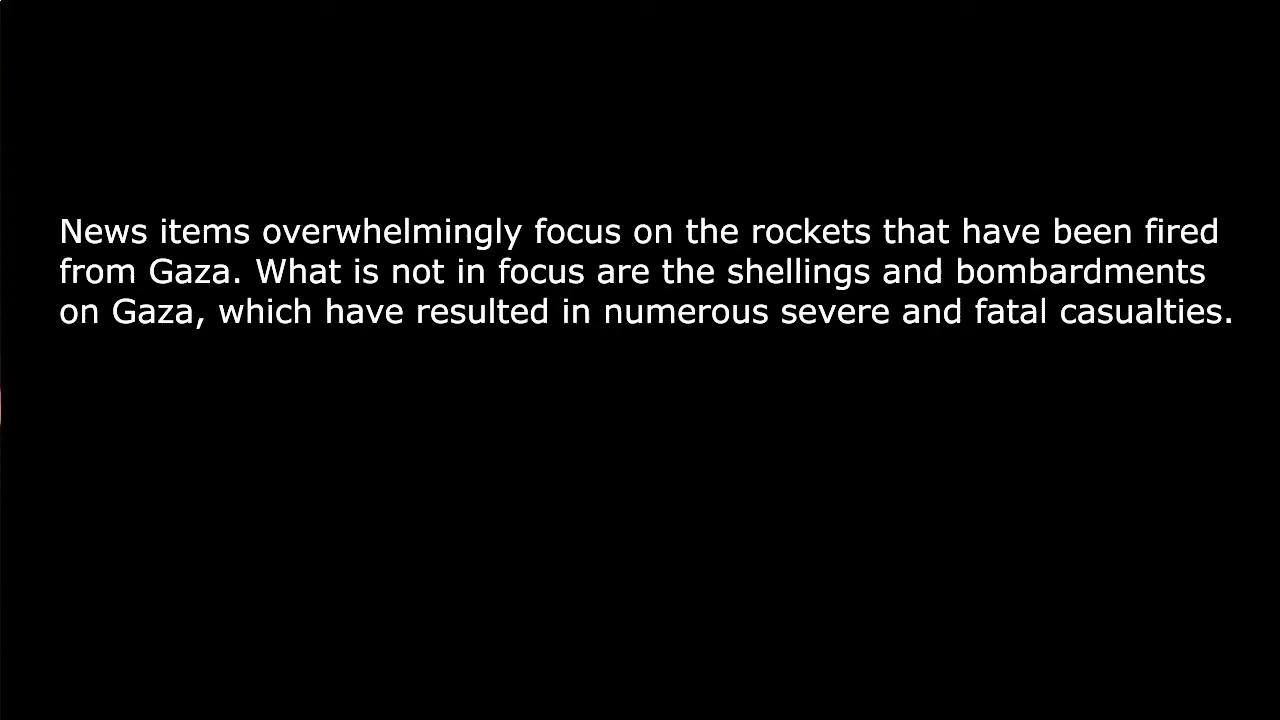 News items overwhelmingly focus on the rockets that have been fired
from Gaza. What is not in focus are the shellings and bombardments
on Gaza, which have resulted in numerous severe and fatal casualties.